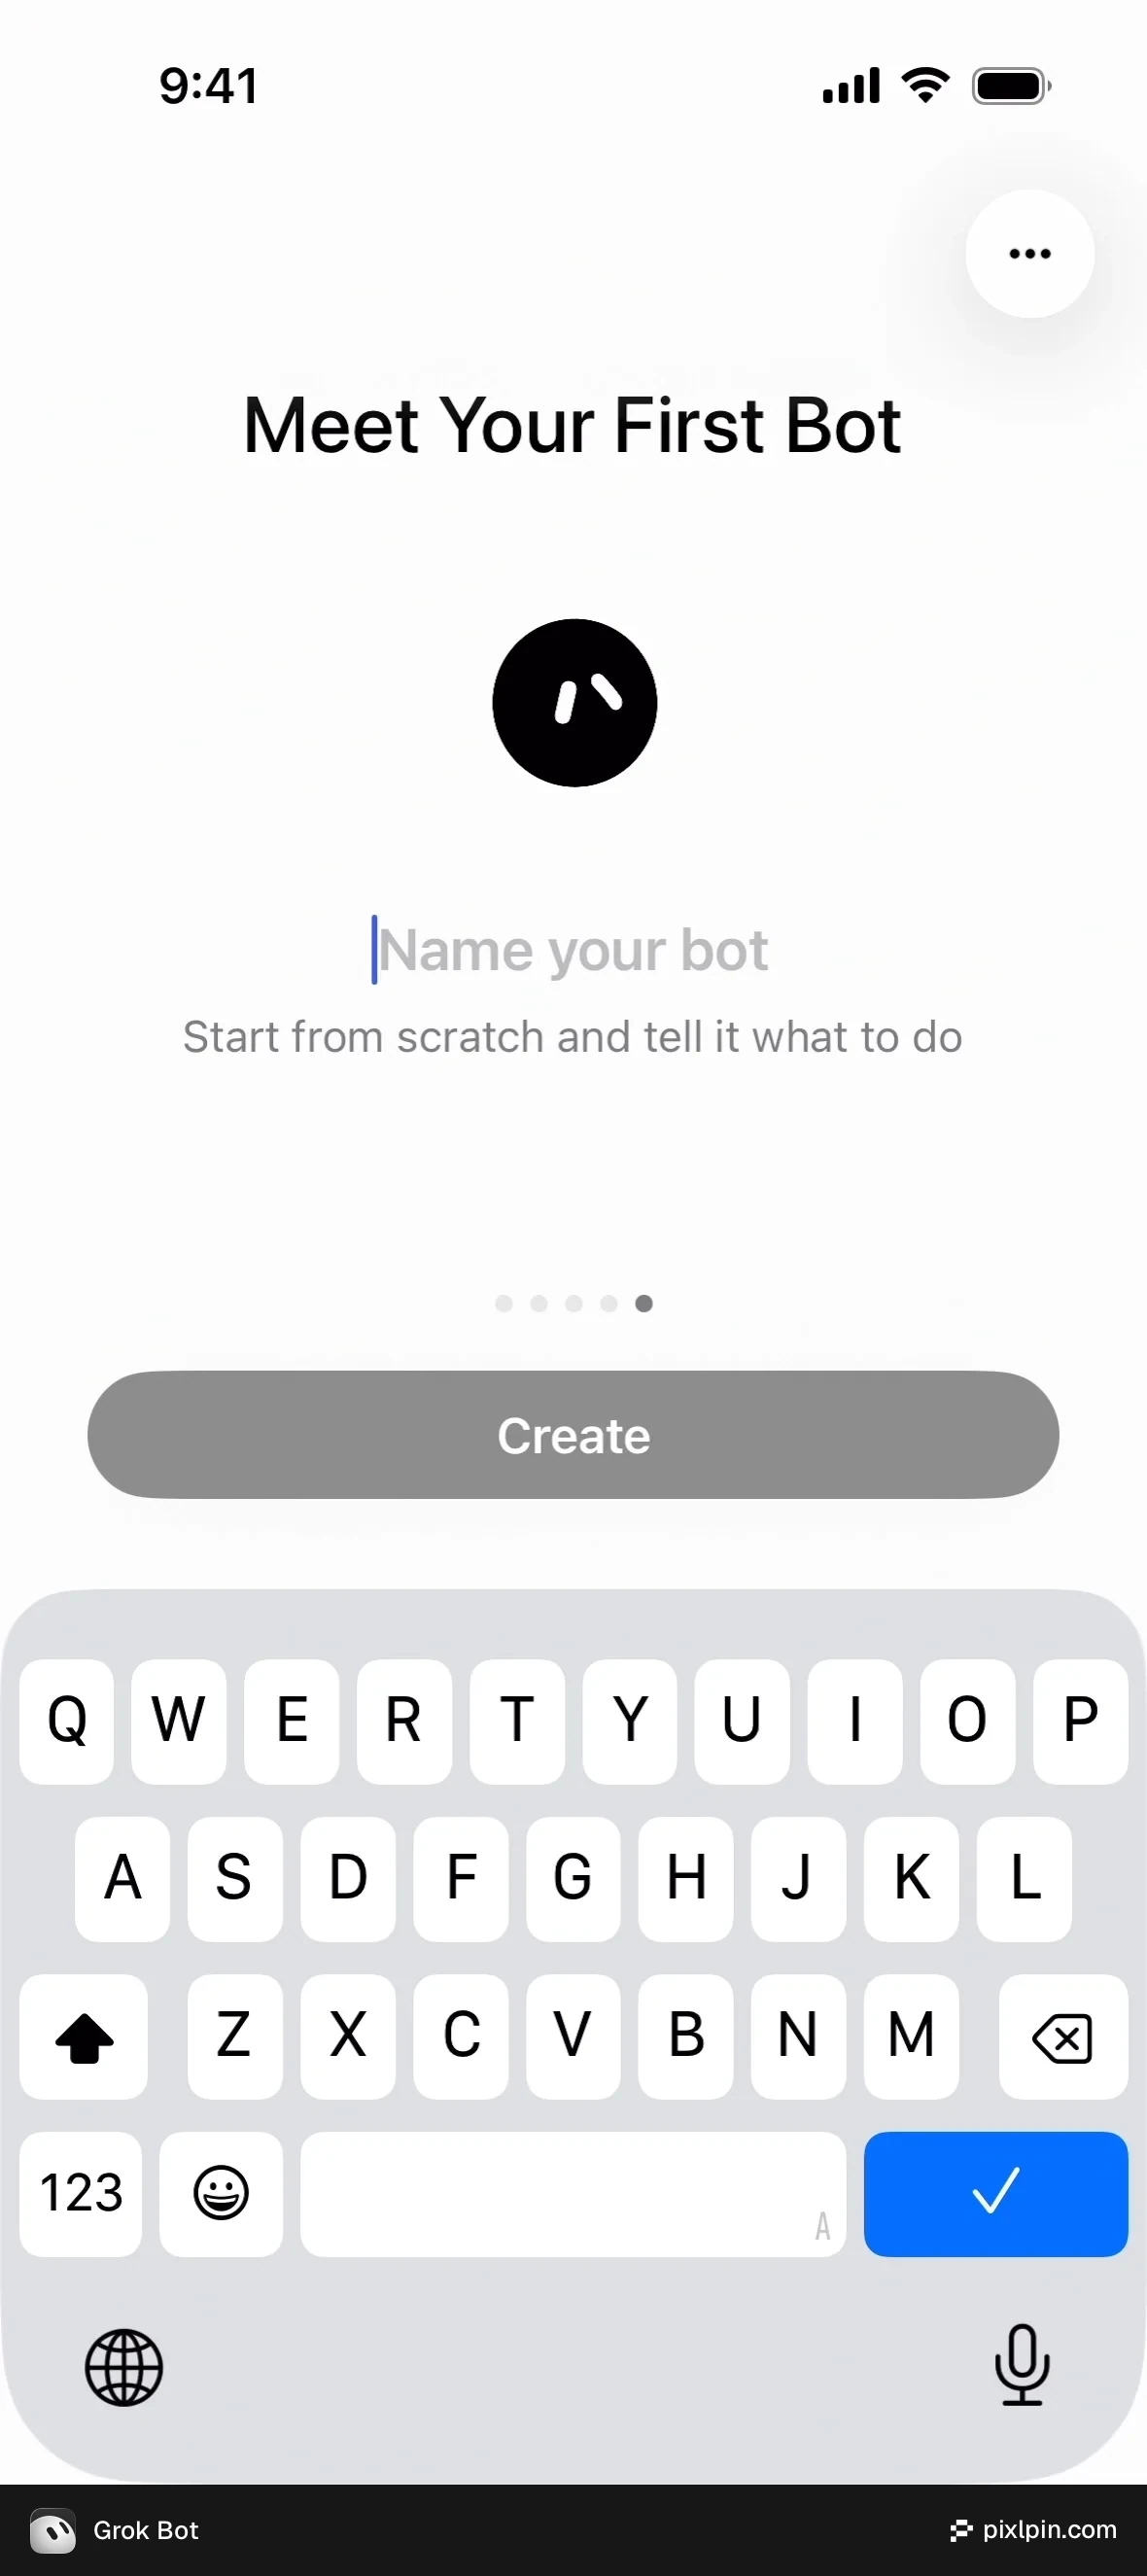 9:41
Meet Your First Bot
Name your bot
Start from scratch and tell it what to do
Create
Q W E R T Y U I O P
A S D F G H J K L
Z X C V B N M
123
A
Grok Bot
pixlpin.com